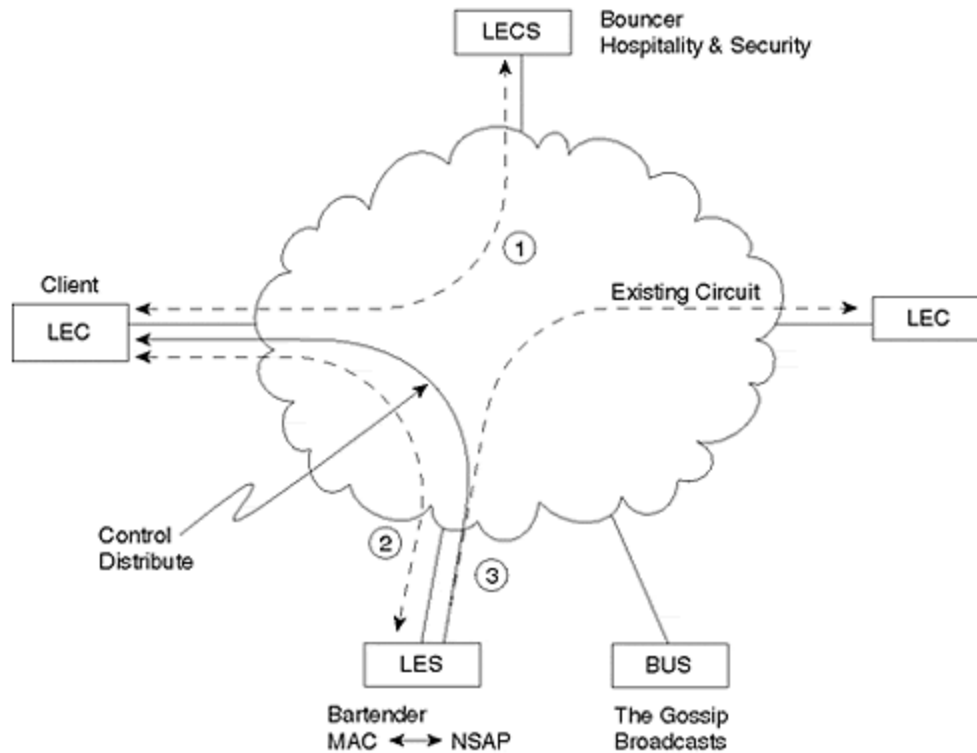 LECS
Bouncer
Hospitality & Security
1
Existing Circuit
Client
LEC
LEC
Control
Distribute
2
3
LES
BUS
Bartender
MAC NSAP
The Gossip
Broadcasts